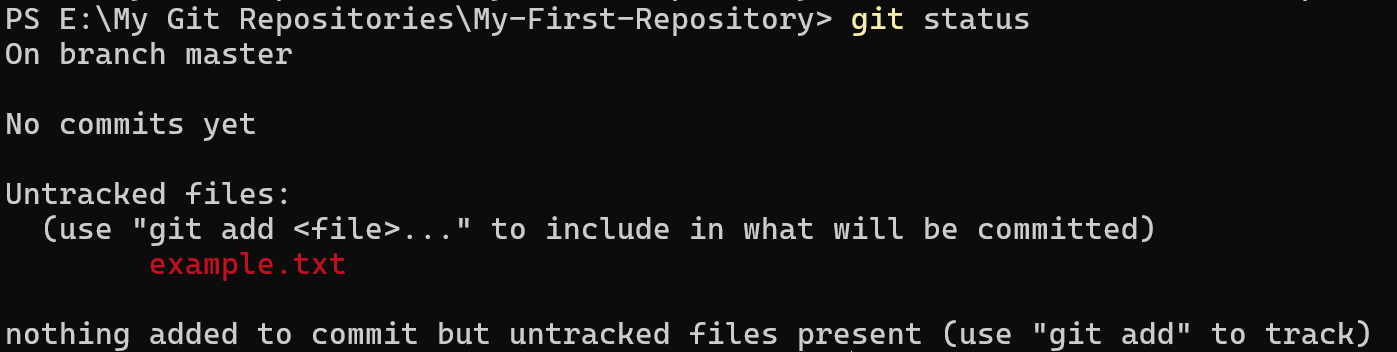 PS E:\My Git Repositories\My-First-Repository> git status
On branch master
No commits yet
Untracked files:
(use "git add <file>..." to include in what will be committed)
example.txt
nothing added to commit but untracked files present (use "git add" to track)